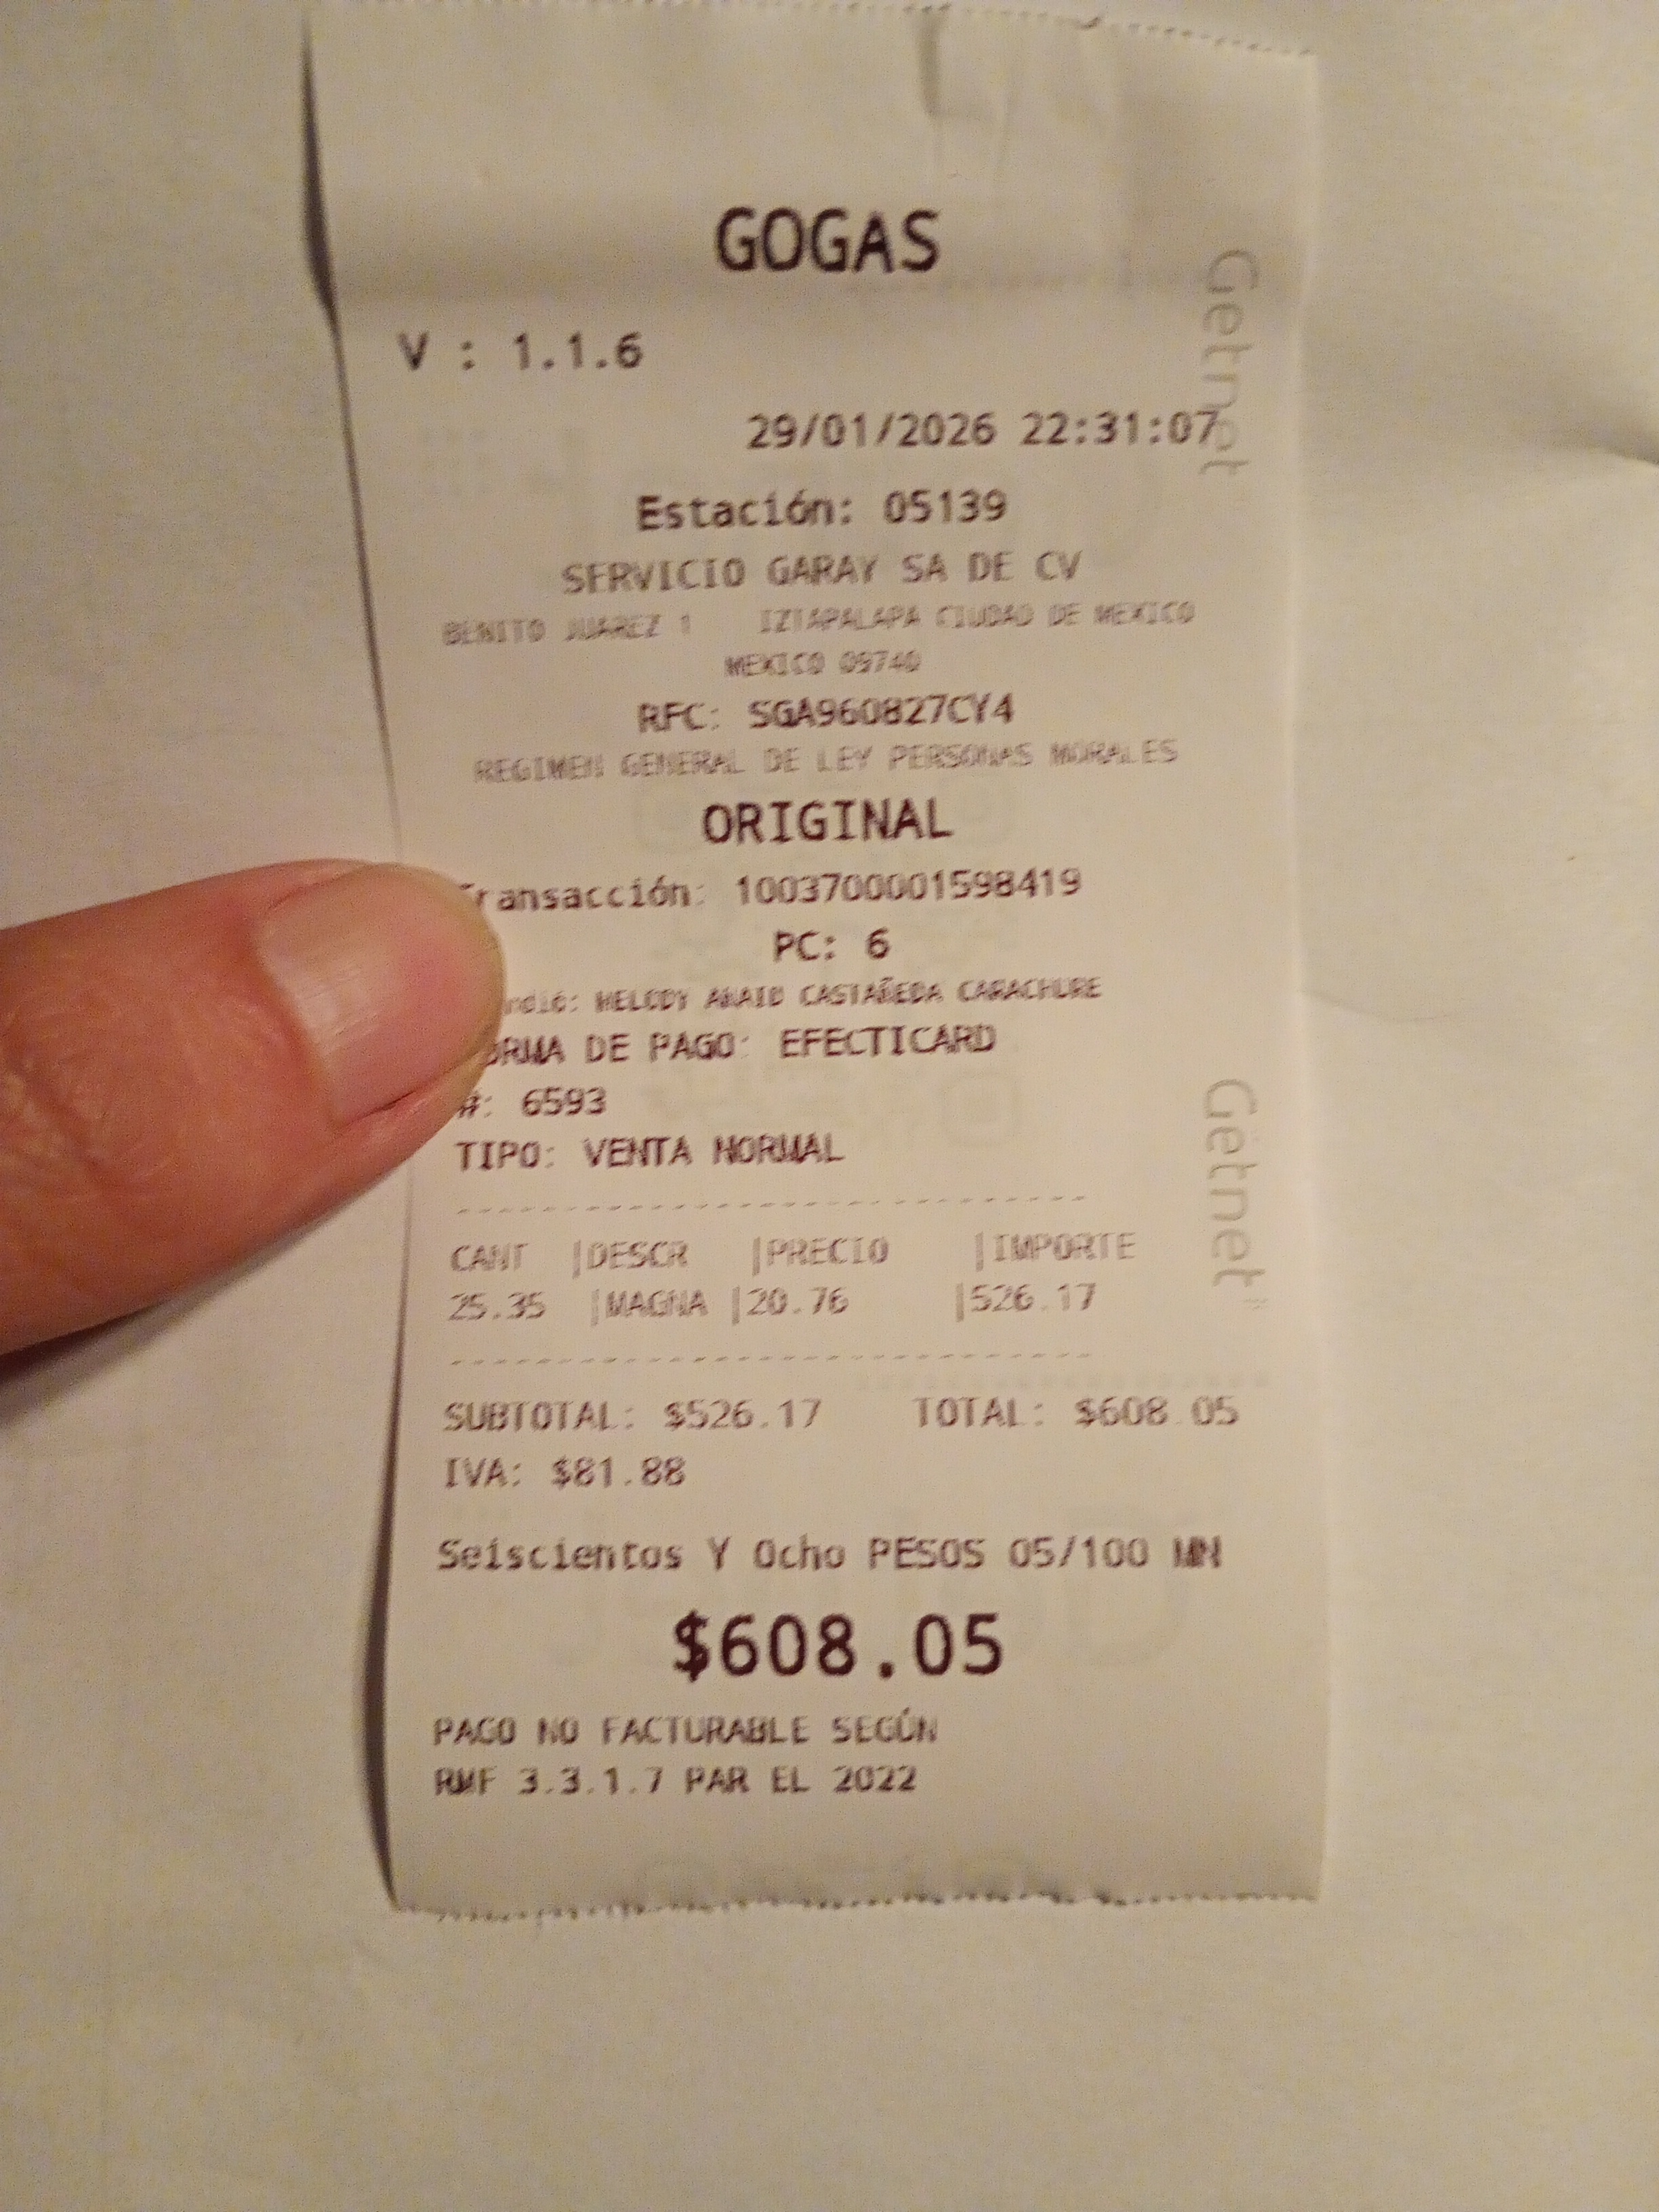 GOGAS
V : 1.1.6
29/01/2026 22:31:07
Estación: 05139
SERVICIO GARAY SA DE CV
BENITO JUAREZ 1 IZTAPALAPA CIUDAD DE MEXICO
MEXICO 09740
RFC: SGA960827CY4
REGIMEN GENERAL DE LEY PERSONAS MORALES
ORIGINAL
Transacción: 1003700001598419
PC: 6
MELODY ANAID CASTAÑEDA CARACHURE
FORMA DE PAGO: EFECTICARD
#: 6593
TIPO: VENTA NORMAL
CANT |DESCR |PRECIO |IMPORTE
25.35 |MAGNA |20.76 |526.17
SUBTOTAL: $526.17 TOTAL: $608.05
IVA: $81.88
Seiscientos Y Ocho PESOS 05/100 MN
$608.05
PAGO NO FACTURABLE SEGÚN
RMF 3.3.1.7 PAR EL 2022
Getnet
Getnet